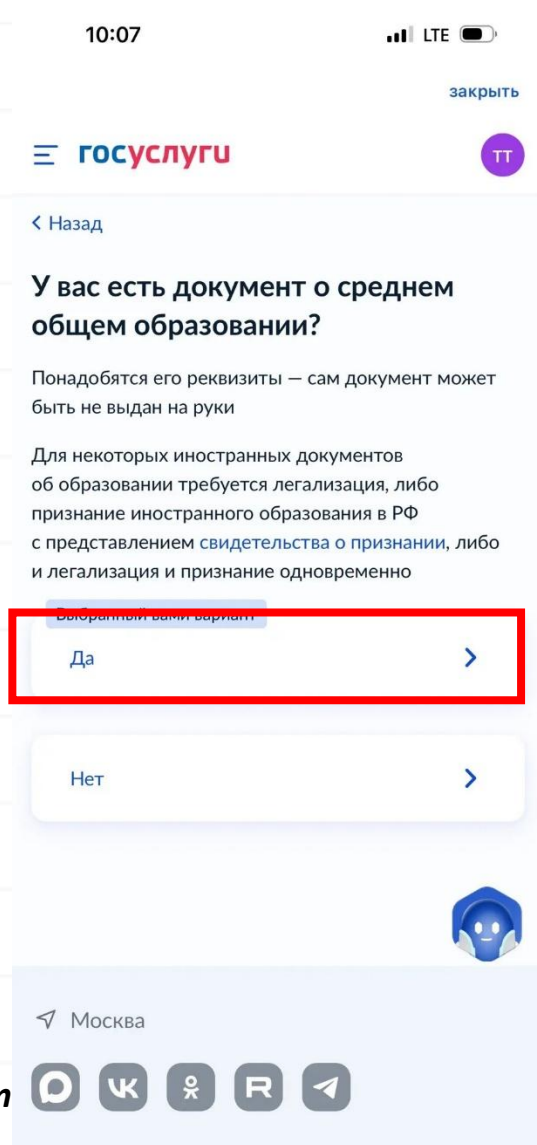 10:07 LTE
закрыть
госуслуги ТТ
Назад
У вас есть документ о среднем
общем образовании?
Понадобятся его реквизиты — сам документ может
быть не выдан на руки
Для некоторых иностранных документов
об образовании требуется легализация, либо
признание иностранного образования в РФ
с представлением свидетельства о признании, либо
и легализация и признание одновременно
Выбранный вами вариант
Да
Нет
Москва